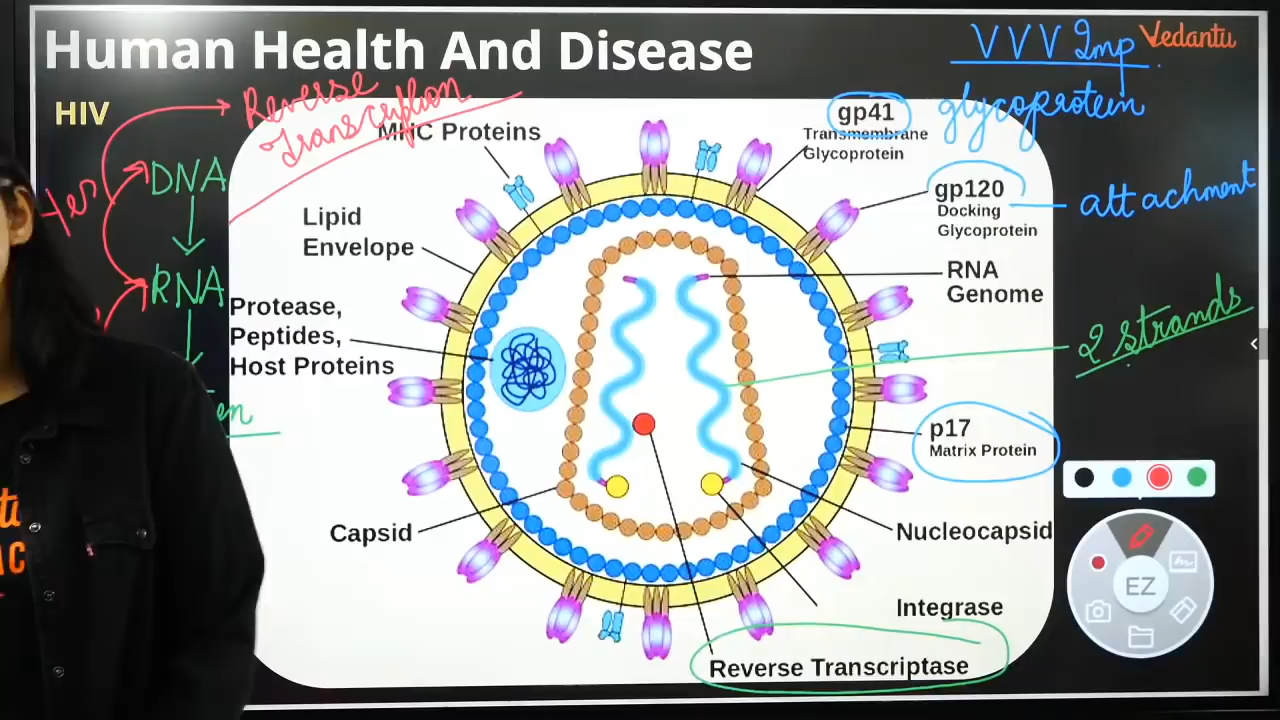 Human Health And Disease
VVV Imp
Vedantu
HIV
Reverse
Transcription
glycoprotein
MHC Proteins
gp41
Transmembrane
Glycoprotein
DNA
gp120
Docking
Glycoprotein
attachment
Lipid
Envelope
RNA
RNA
Genome
Protease,
Peptides,
Host Proteins
2 strands
en
p17
Matrix Protein
Capsid
Nucleocapsid
Integrase
Reverse Transcriptase
EZ